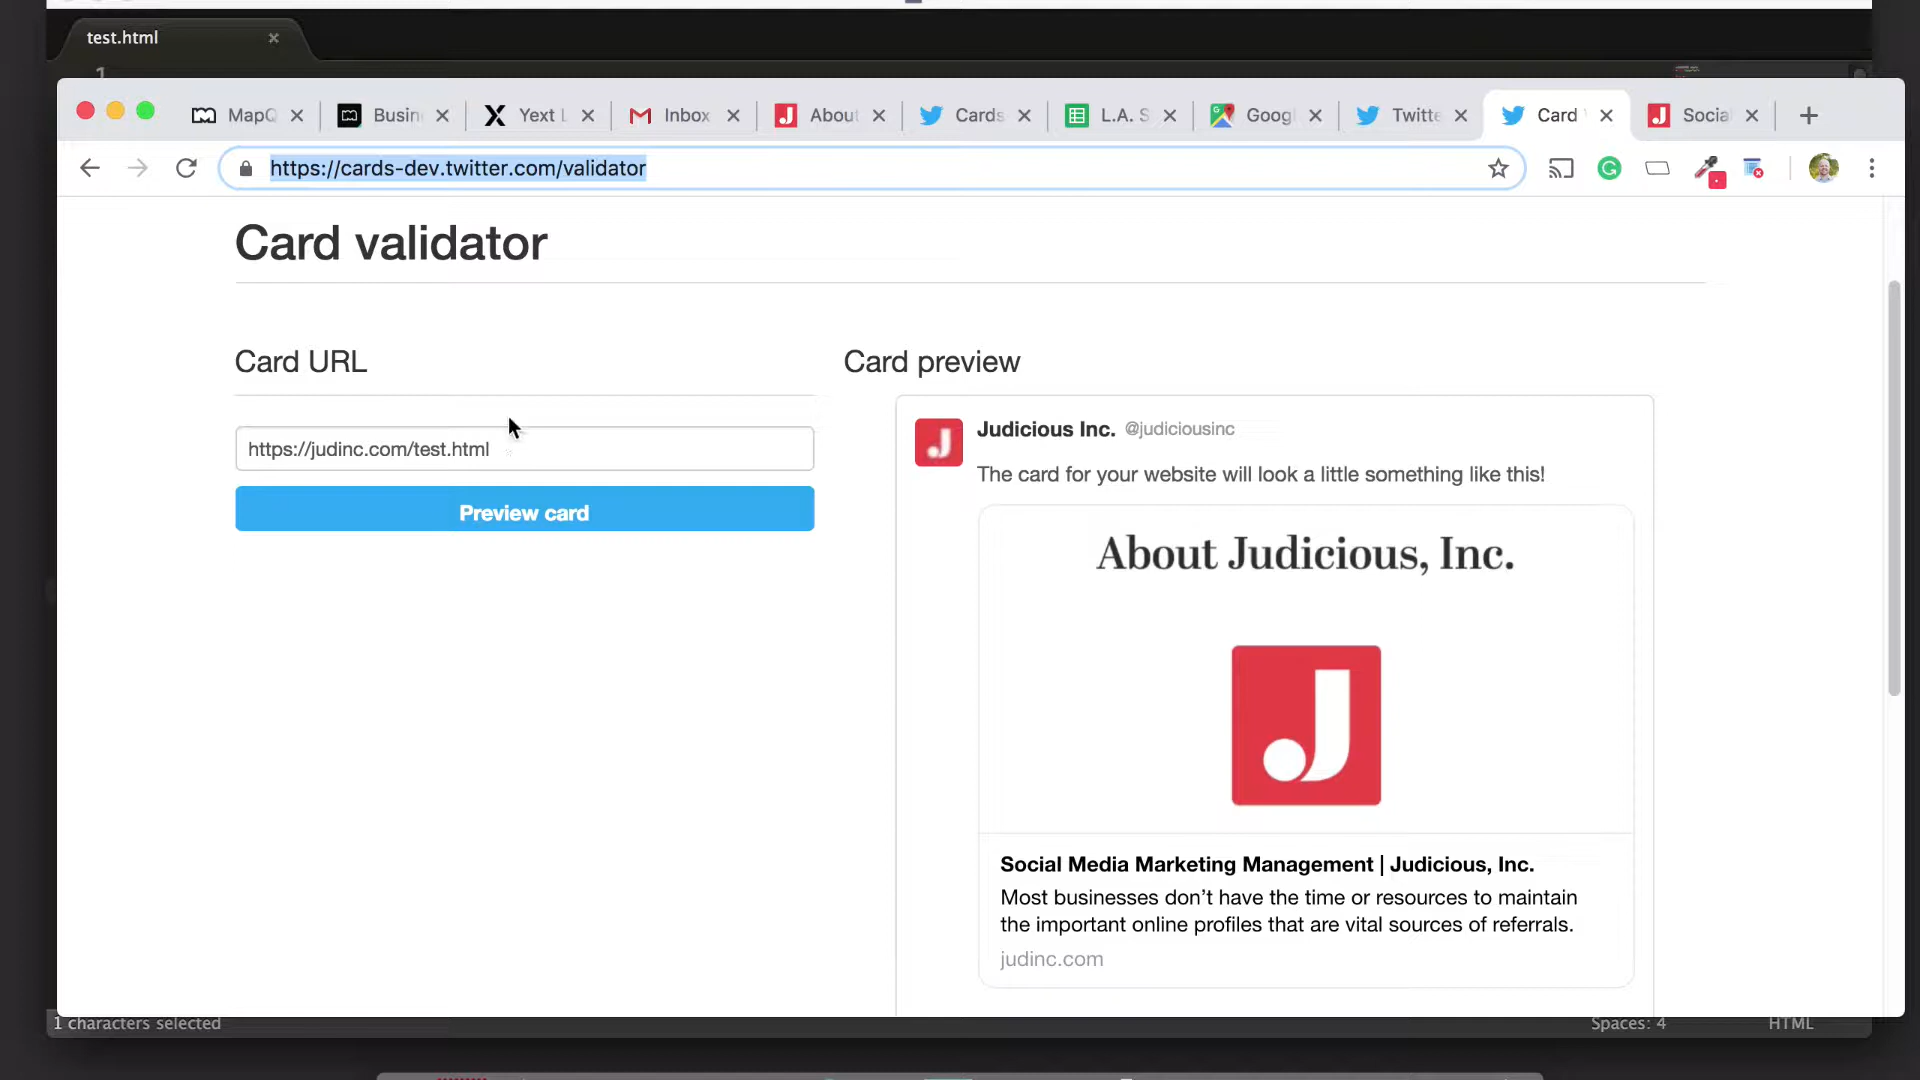 test.html
1
MapQ
Busin
Yext L
Inbox
About
Cards
L.A. S
Googl
Twitte
Card
Social
https://cards-dev.twitter.com/validator
Card validator
Card URL
Card preview
https://judinc.com/test.html
Preview card
Judicious Inc. @judiciousinc
The card for your website will look a little something like this!
About Judicious, Inc.
J
Social Media Marketing Management | Judicious, Inc.
Most businesses don’t have the time or resources to maintain
the important online profiles that are vital sources of referrals.
judinc.com
1 characters selected
Spaces: 4
HTML